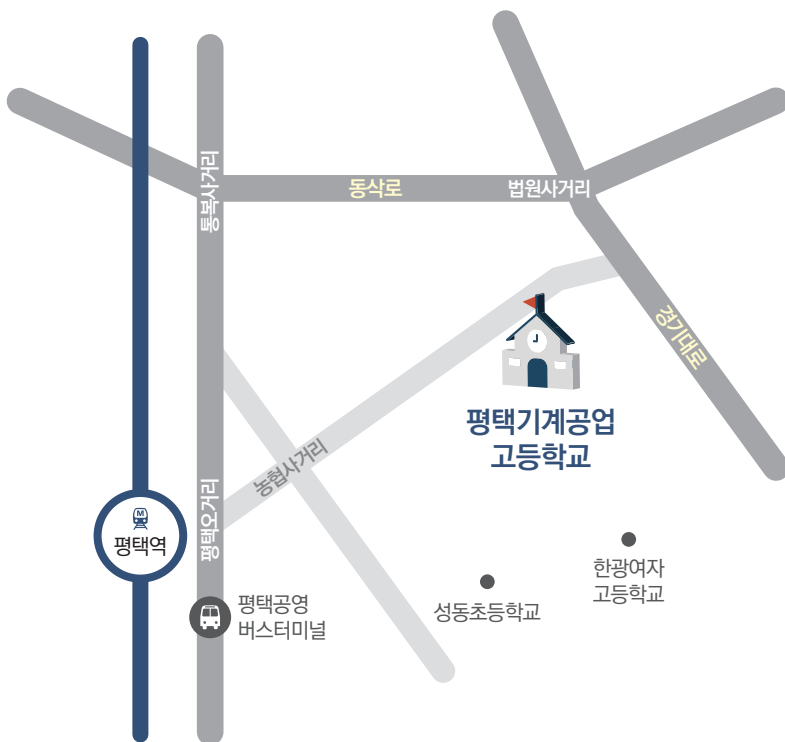 통복사거리
동삭로
법원사거리
경기대로
평택기계공업
고등학교
농협사거리
평택오거리
M
평택역
평택공영
버스터미널
성동초등학교
한광여자
고등학교